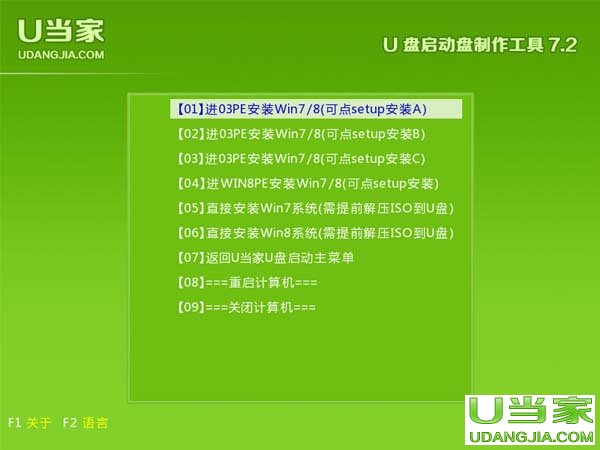 U当家
UDANGJIA.COM
U盘启动盘制作工具 7.2
【01】进03PE安装Win7/8(可点setup安装A)
【02】进03PE安装Win7/8(可点setup安装B)
【03】进03PE安装Win7/8(可点setup安装C)
【04】进WIN8PE安装Win7/8(可点setup安装)
【05】直接安装Win7系统(需提前解压ISO到U盘)
【06】直接安装Win8系统(需提前解压ISO到U盘)
【07】返回U当家U盘启动主菜单
【08】===重启计算机===
【09】===关闭计算机===
F1 关于 F2 语言
U当家
UDANGJIA.COM